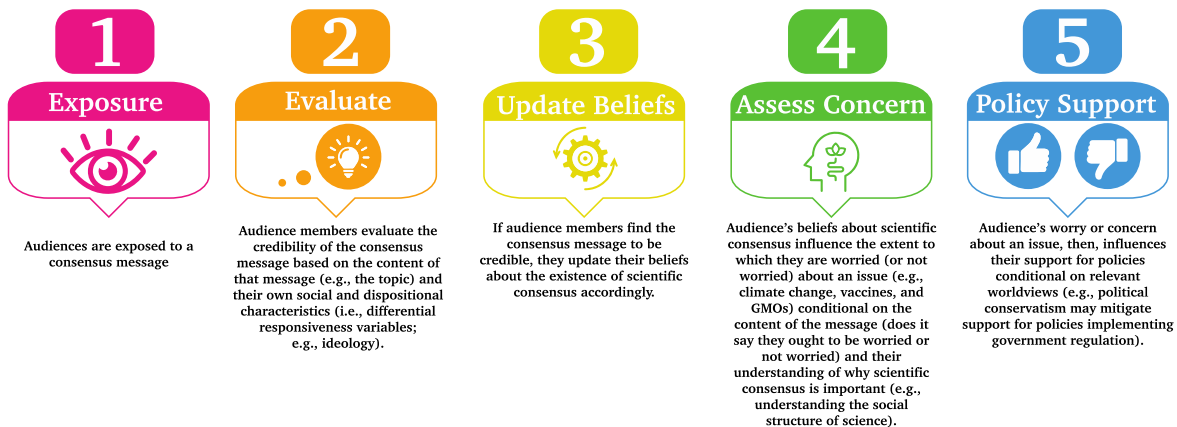 1
Exposure
Audiences are exposed to a
consensus message
2
Evaluate
Audience members evaluate the
credibility of the consensus
message based on the content of
that message (e.g., the topic) and
their own social and dispositional
characteristics (i.e., differential
responsiveness variables;
e.g., ideology).
3
Update Beliefs
If audience members find the
consensus message to be
credible, they update their beliefs
about the existence of scientific
consensus accordingly.
4
Assess Concern
Audience’s beliefs about scientific
consensus influence the extent to
which they are worried (or not
worried) about an issue (e.g.,
climate change, vaccines, and
GMOs) conditional on the
content of the message (does it
say they ought to be worried or
not worried) and their
understanding of why scientific
consensus is important (e.g.,
understanding the social
structure of science).
5
Policy Support
Audience’s worry or concern
about an issue, then, influences
their support for policies
conditional on relevant
worldviews (e.g., political
conservatism may mitigate
support for policies implementing
government regulation).